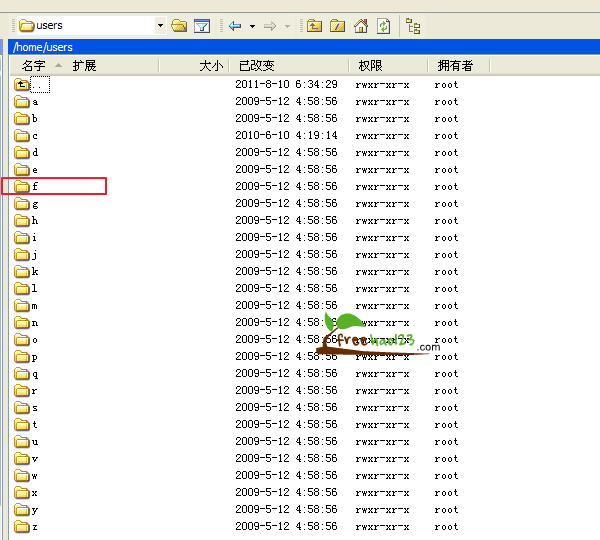 users
/home/users
名字 扩展 大小 已改变 权限 拥有者
.. 2011-8-10 6:34:29 rwxr-xr-x root
a 2009-5-12 4:58:56 rwxr-xr-x root
b 2009-5-12 4:58:56 rwxr-xr-x root
c 2010-6-10 4:19:14 rwxr-xr-x root
d 2009-5-12 4:58:56 rwxr-xr-x root
e 2009-5-12 4:58:56 rwxr-xr-x root
f 2009-5-12 4:58:56 rwxr-xr-x root
g 2009-5-12 4:58:56 rwxr-xr-x root
h 2009-5-12 4:58:56 rwxr-xr-x root
i 2009-5-12 4:58:56 rwxr-xr-x root
j 2009-5-12 4:58:56 rwxr-xr-x root
k 2009-5-12 4:58:56 rwxr-xr-x root
l 2009-5-12 4:58:56 rwxr-xr-x root
m 2009-5-12 4:58:56 rwxr-xr-x root
n 2009-5-12 4:58:56 rwxr-xr-x root
o 2009-5-12 4:58:56 rwxr-xr-x root
p 2009-5-12 4:58:56 rwxr-xr-x root
q 2009-5-12 4:58:56 rwxr-xr-x root
r 2009-5-12 4:58:56 rwxr-xr-x root
s 2009-5-12 4:58:56 rwxr-xr-x root
t 2009-5-12 4:58:56 rwxr-xr-x root
u 2009-5-12 4:58:56 rwxr-xr-x root
v 2009-5-12 4:58:56 rwxr-xr-x root
w 2009-5-12 4:58:56 rwxr-xr-x root
x 2009-5-12 4:58:56 rwxr-xr-x root
y 2009-5-12 4:58:56 rwxr-xr-x root
z 2009-5-12 4:58:56 rwxr-xr-x root